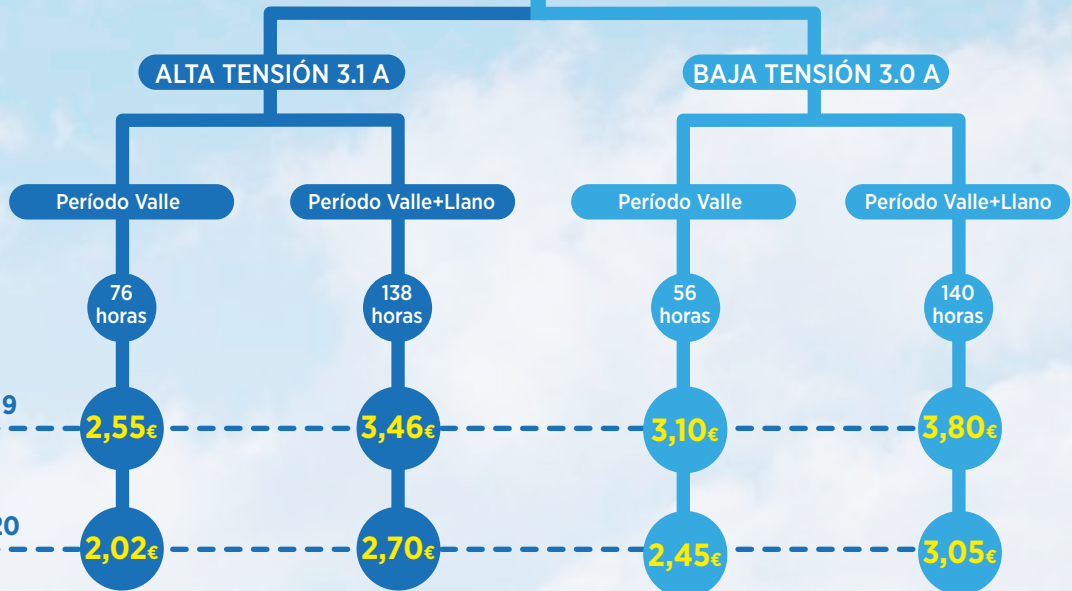 ALTA TENSIÓN 3.1 A
BAJA TENSIÓN 3.0 A
Período Valle
Período Valle+Llano
Período Valle
Período Valle+Llano
76
horas
138
horas
56
horas
140
horas
9
2,55€
3,46€
3,10€
3,80€
20
2,02€
2,70€
2,45€
3,05€